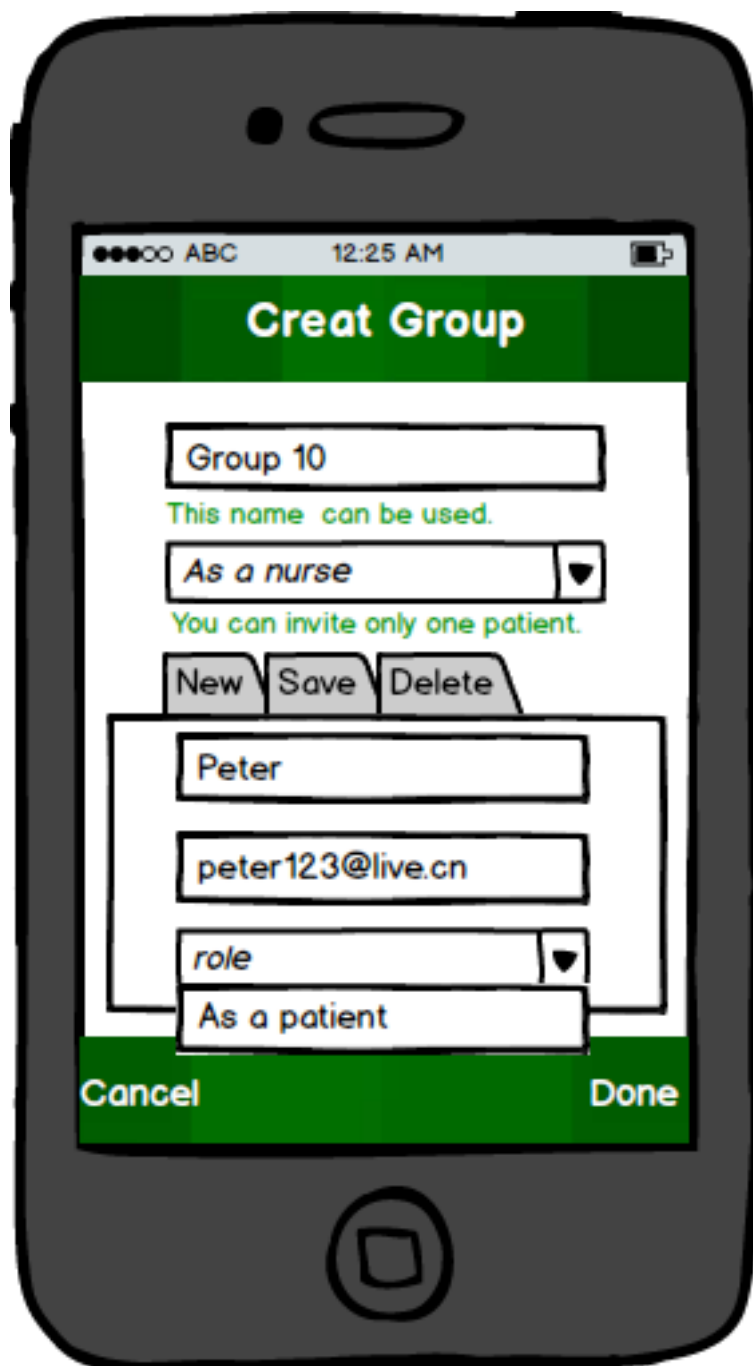 ABC 12:25 AM
Creat Group
Group 10
This name can be used.
As a nurse
You can invite only one patient.
New Save Delete
Peter
peter123@live.cn
role
As a patient
Cancel Done